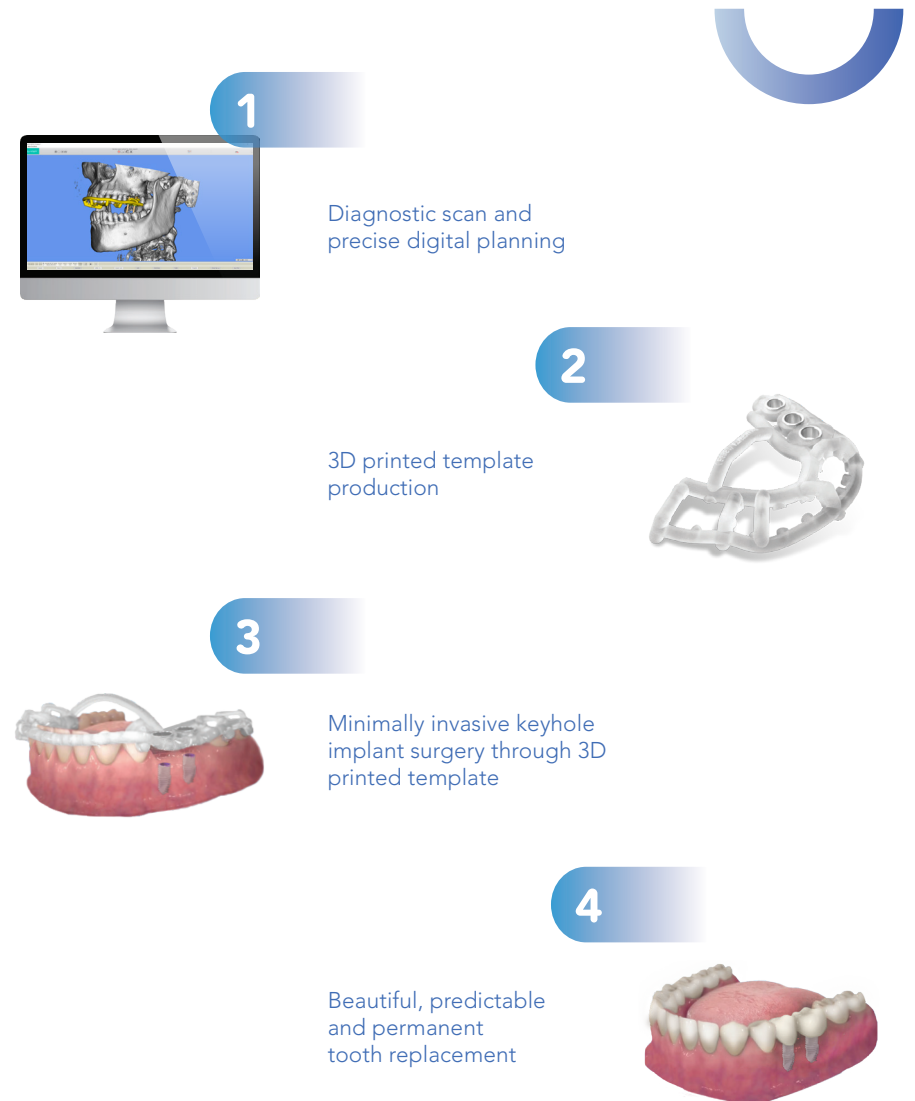 1
Diagnostic scan and
precise digital planning
2
3D printed template
production
3
Minimally invasive keyhole
implant surgery through 3D
printed template
4
Beautiful, predictable
and permanent
tooth replacement